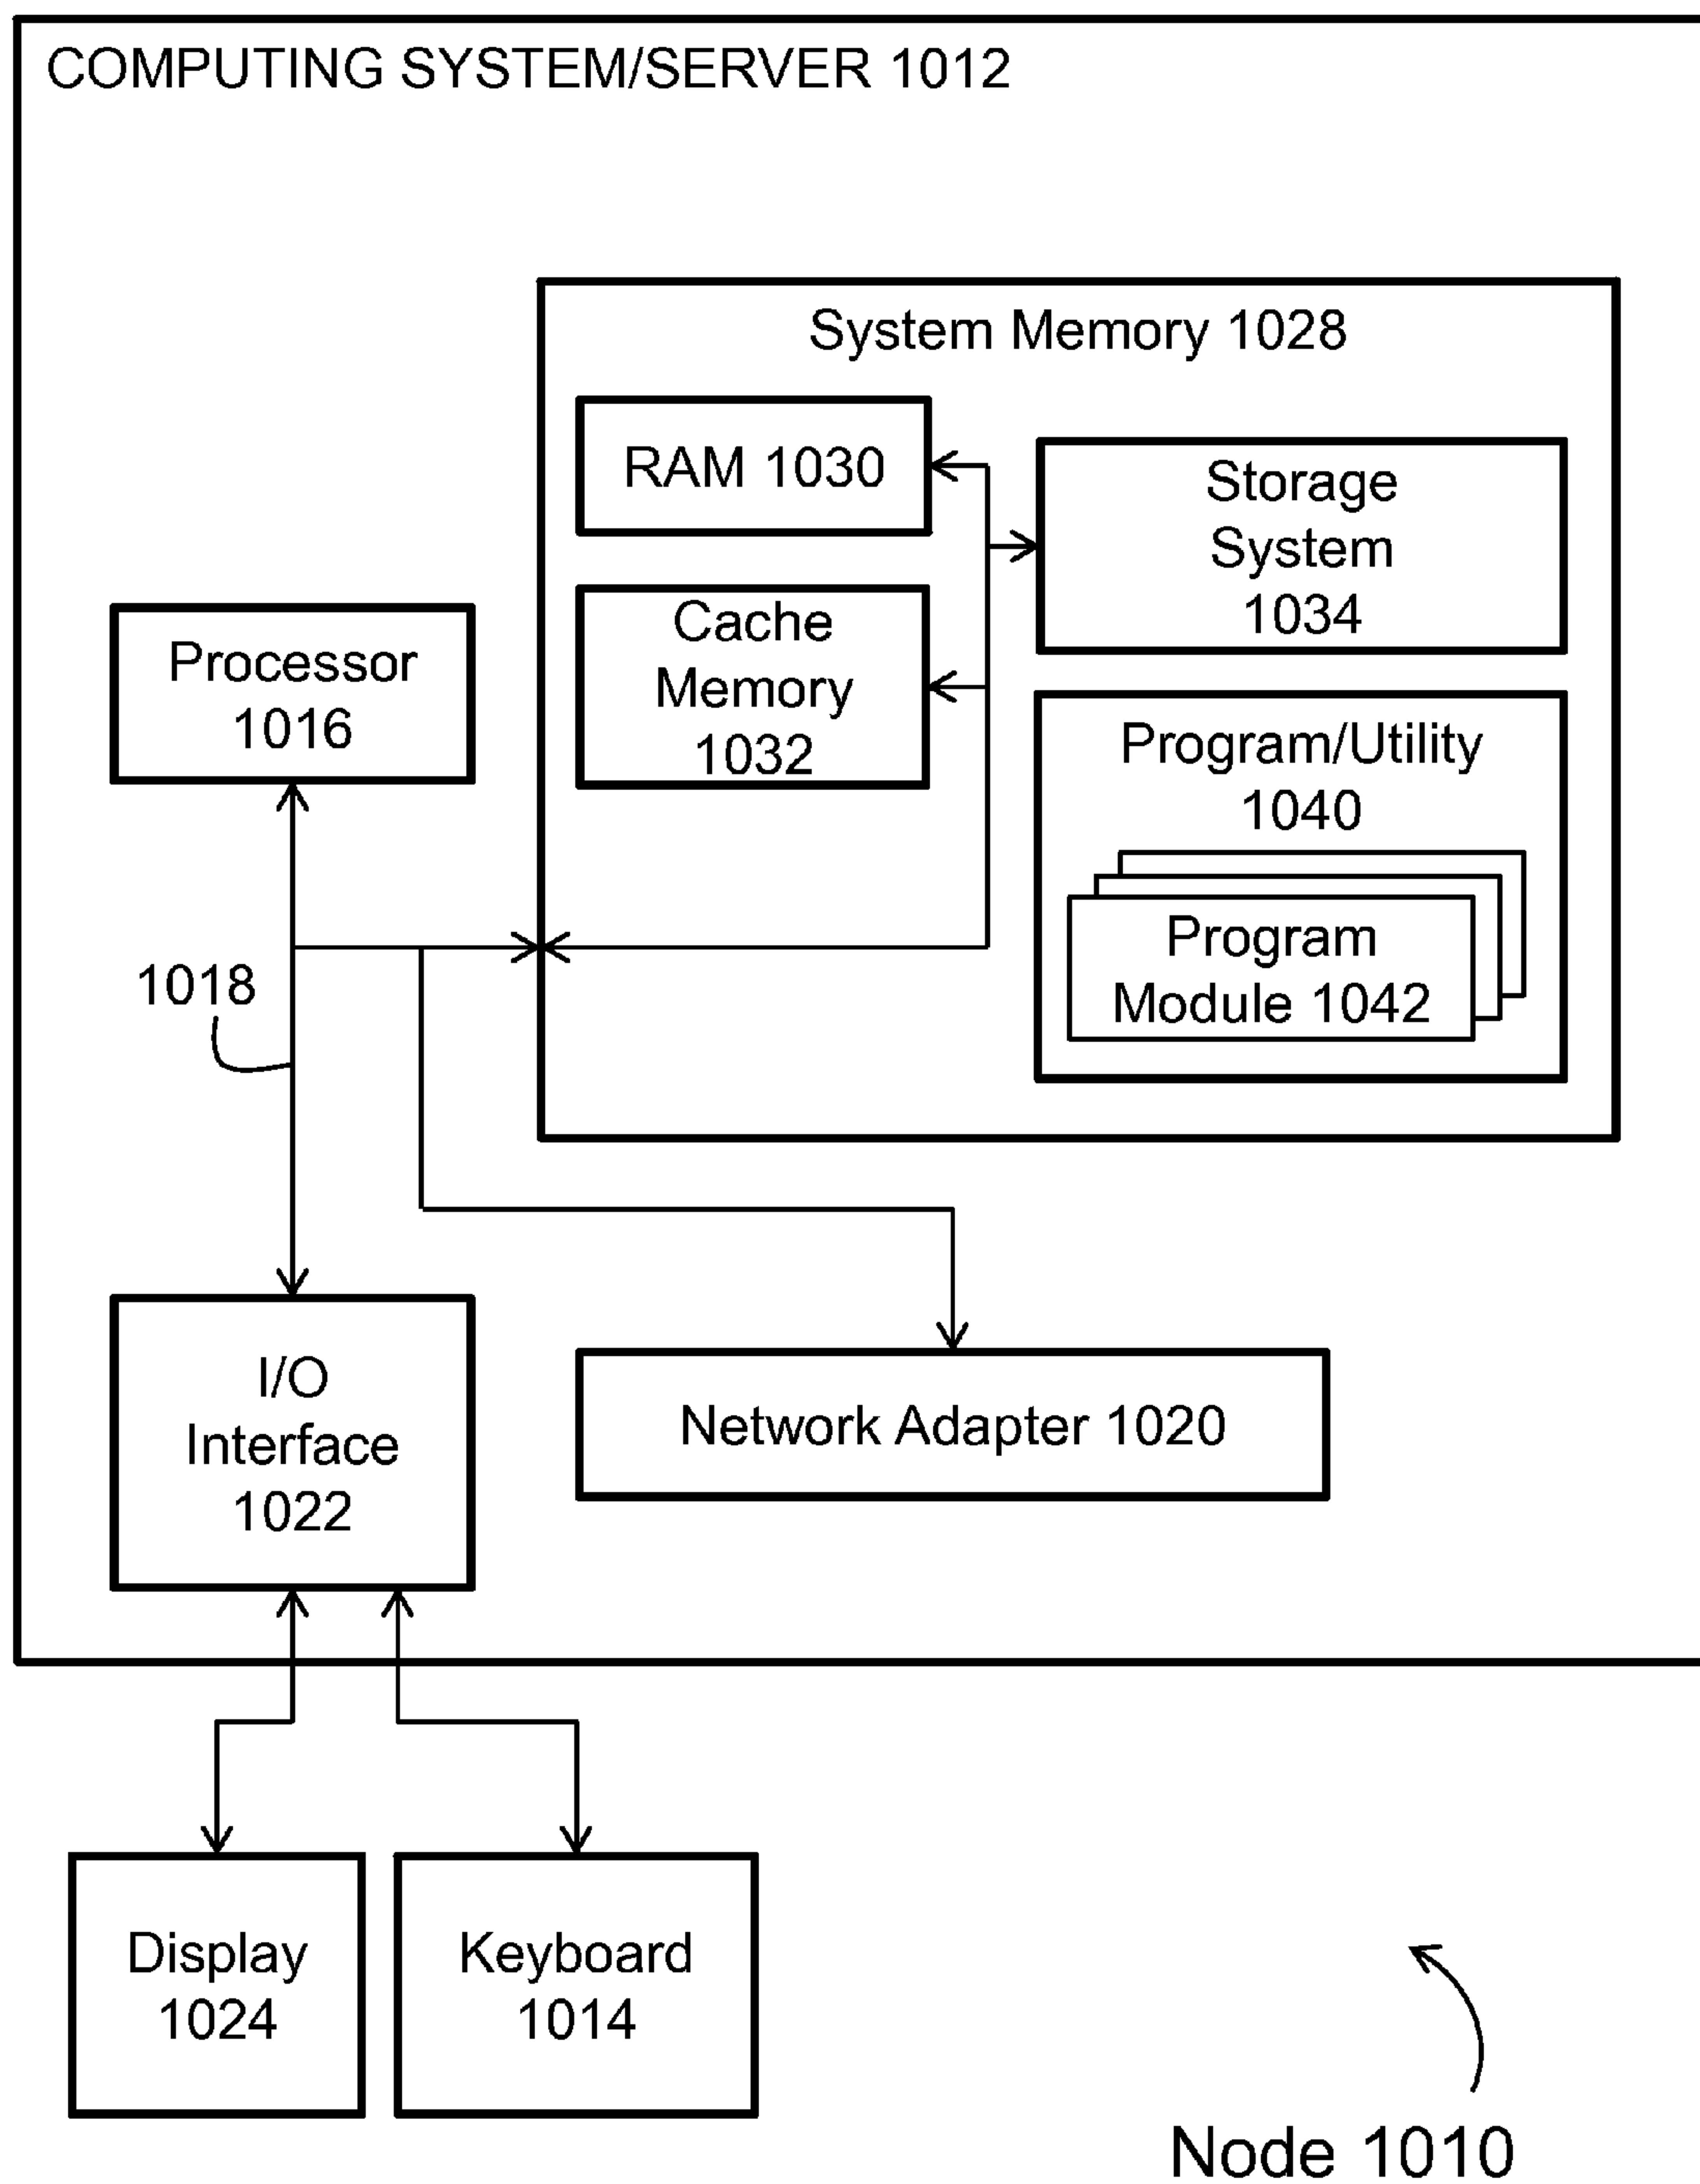 COMPUTING SYSTEM/SERVER 1012
System Memory 1028
RAM 1030
Storage
System
1034
Cache
Memory
1032
Processor
1016
Program/Utility
1040
Program
Module 1042
1018
I/O
Interface
1022
Network Adapter 1020
Display
1024
Keyboard
1014
Node 1010